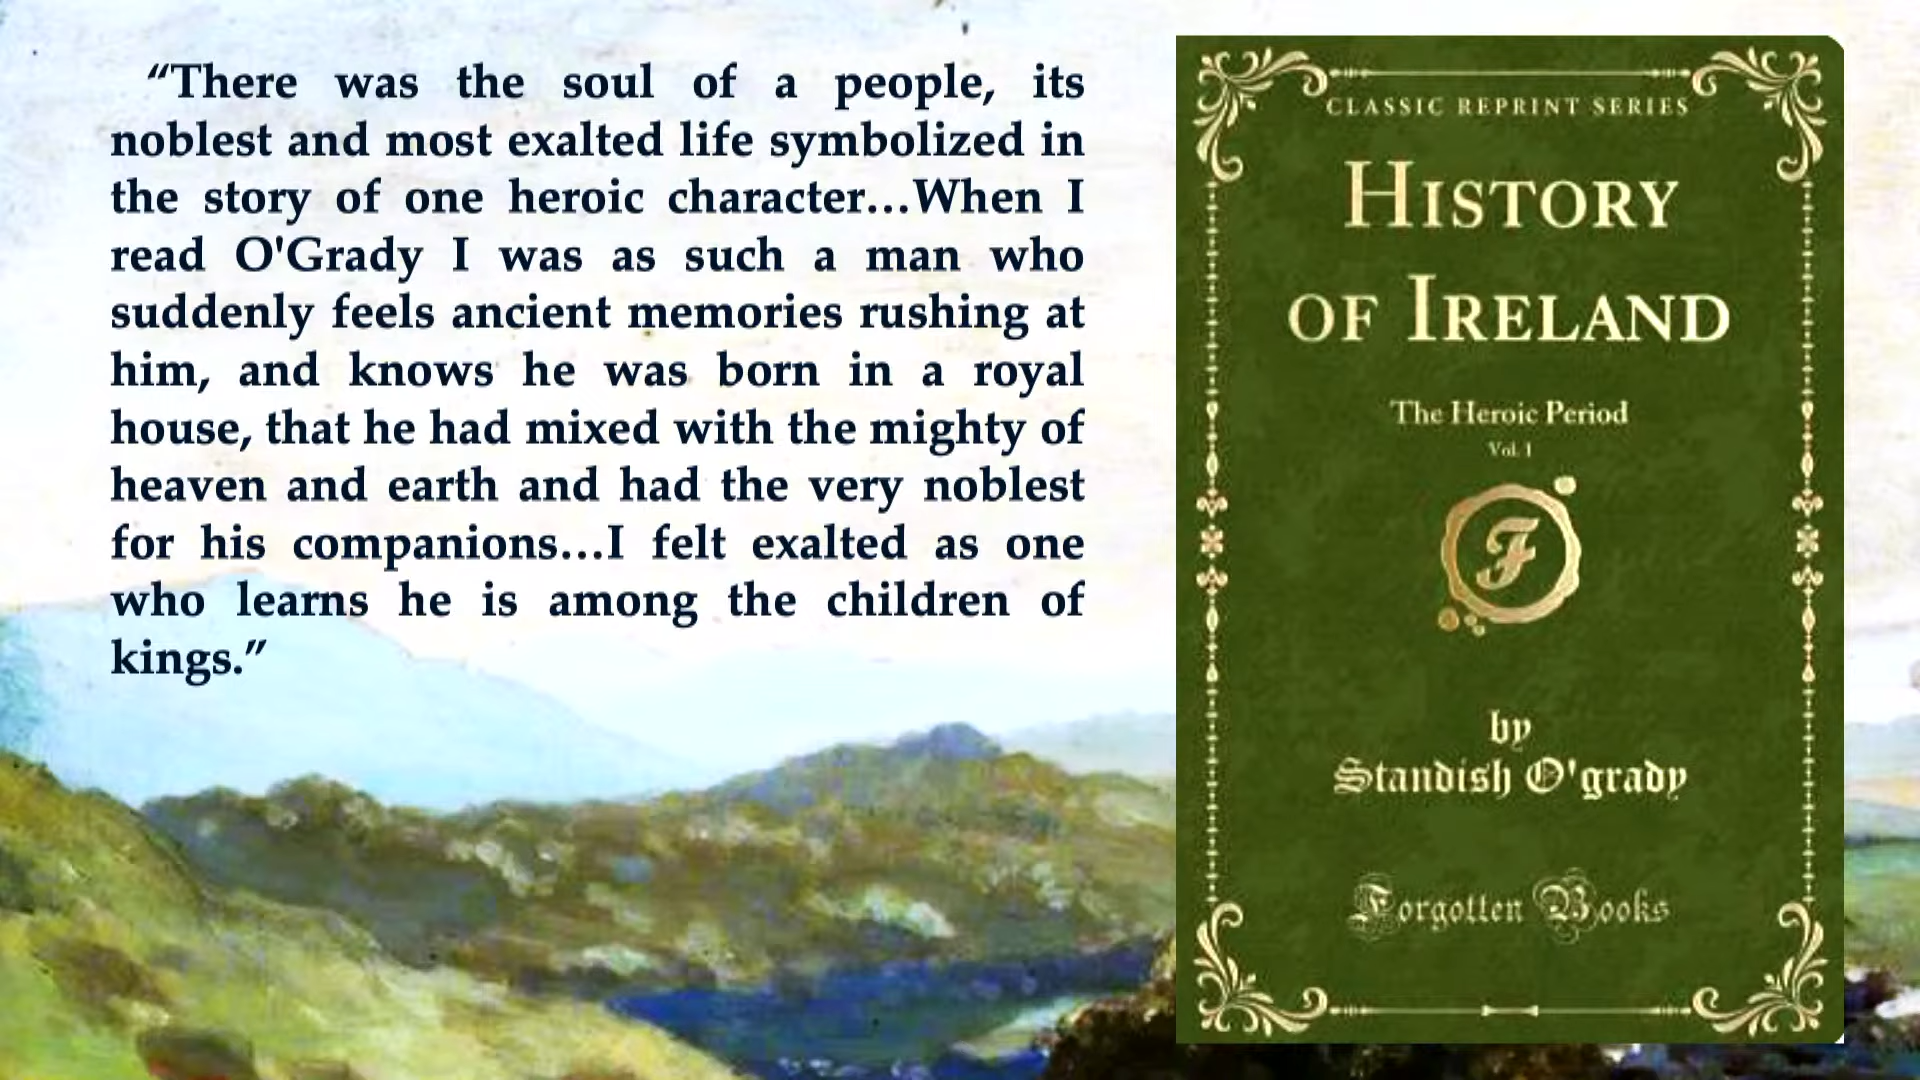 “There was the soul of a people, its
noblest and most exalted life symbolized in
the story of one heroic character...When I
read O'Grady I was as such a man who
suddenly feels ancient memories rushing at
him, and knows he was born in a royal
house, that he had mixed with the mighty of
heaven and earth and had the very noblest
for his companions...I felt exalted as one
who learns he is among the children of
kings.”
CLASSIC REPRINT SERIES
HISTORY
OF IRELAND
The Heroic Period
Vol. 1
F
by
Standish O'grady
Forgotten Books